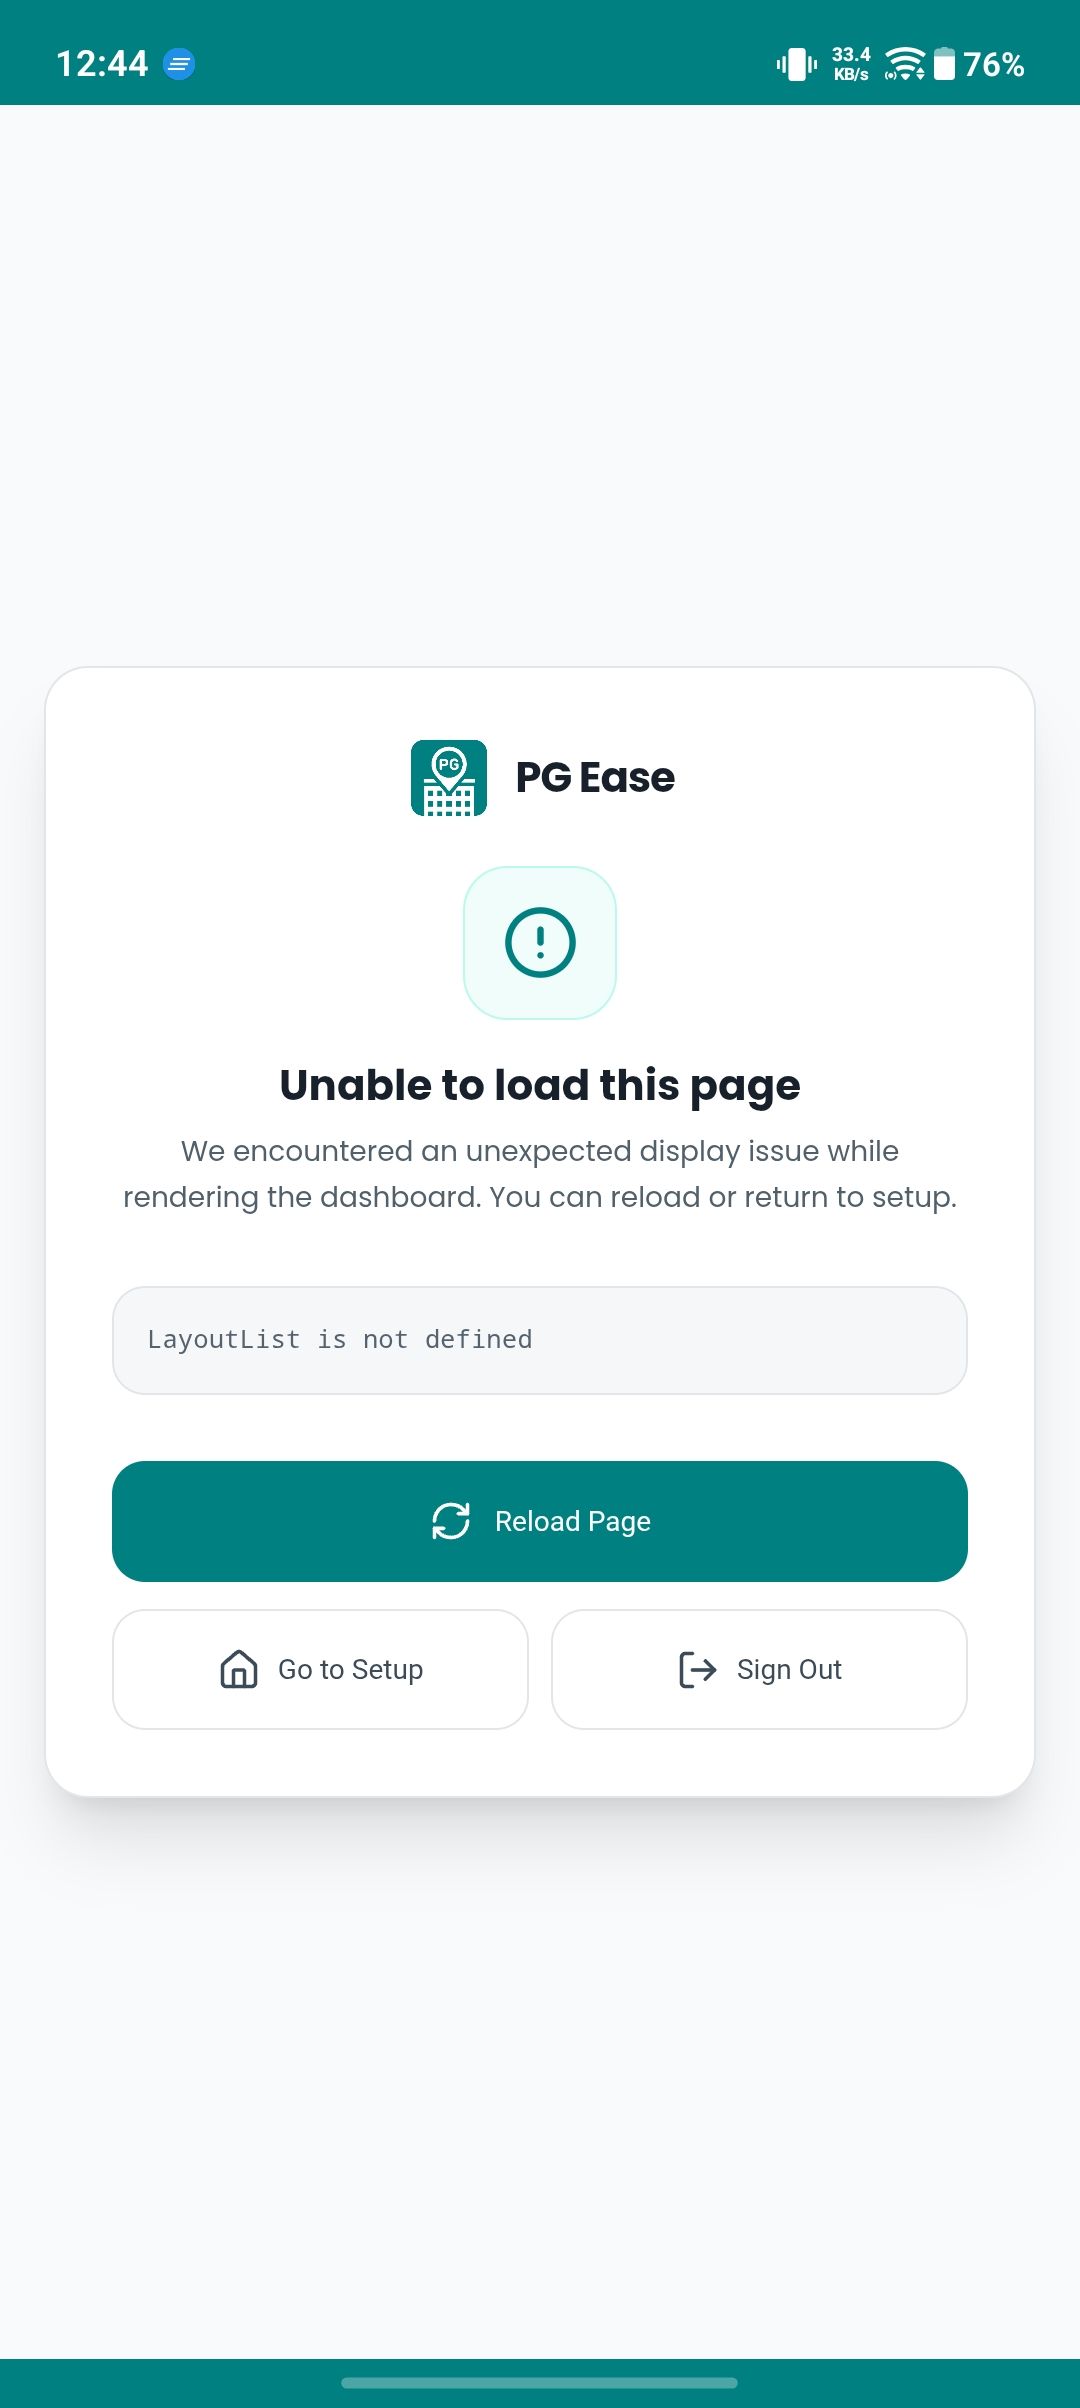 12:44
33.4
KB/s
76%
PG
PG Ease
Unable to load this page
We encountered an unexpected display issue while
rendering the dashboard. You can reload or return to setup.
LayoutList is not defined
Reload Page
Go to Setup
Sign Out